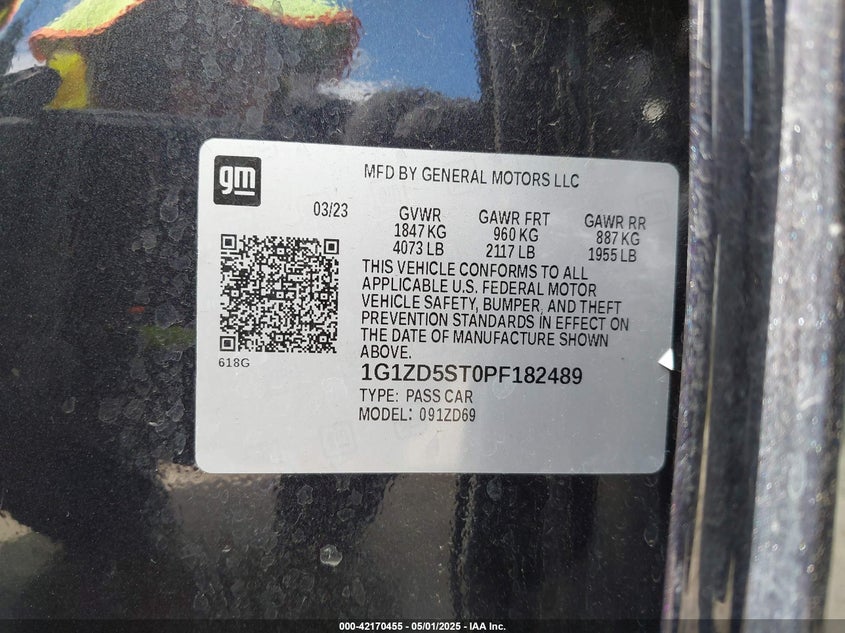 gm
MFD BY GENERAL MOTORS LLC
03/23
GVWR
1847 KG
4073 LB
GAWR FRT
960 KG
2117 LB
GAWR RR
887 KG
1955 LB
THIS VEHICLE CONFORMS TO ALL
APPLICABLE U.S. FEDERAL MOTOR
VEHICLE SAFETY, BUMPER, AND THEFT
PREVENTION STANDARDS IN EFFECT ON
THE DATE OF MANUFACTURE SHOWN
ABOVE.
618G
1G1ZD5ST0PF182489
TYPE: PASS CAR
MODEL: 091ZD69
000-42170455 - 05/01/2025 - IAA Inc.